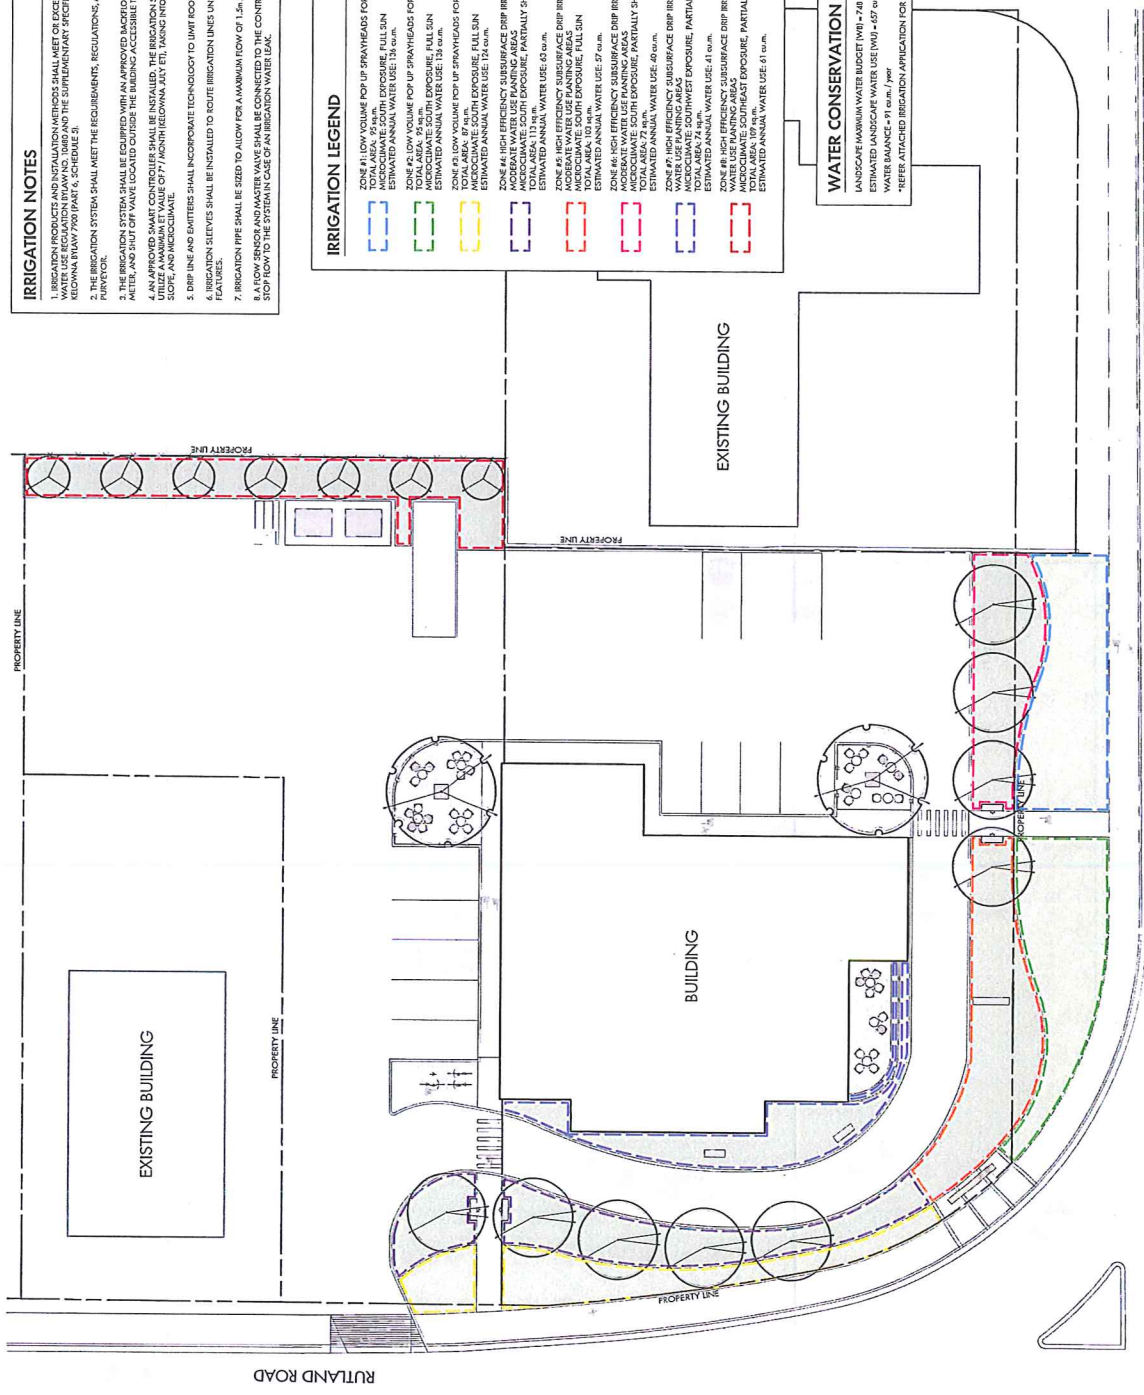 IRRIGATION NOTES
1. IRRIGATION PRODUCTS AND INSTALLATION METHODS SHALL MEET OR EXCE
WATER USE REGULATION BYLAW NO. 10480 AND THE SUPPLEMENTARY SPECIFI
KELOWNA BYLAW 7900 (PART 6, SCHEDULE 5).
2. THE IRRIGATION SYSTEM SHALL MEET THE REQUIREMENTS, REGULATIONS,
PURVEYOR.
3. THE IRRIGATION SYSTEM SHALL BE EQUIPPED WITH AN APPROVED BACKFLO
METER, AND SHUT OFF VALVE LOCATED OUTSIDE THE BUILDING ACCESSIBLE T
4. AN APPROVED SMART CONTROLLER SHALL BE INSTALLED. THE IRRIGATION S
UTILIZE A MAXIMUM ET VALUE OF 7" / MONTH (KELOWNA JULY ET), TAKING INTO
SLOPE, AND MICROCLIMATE.
5. DRIP LINE AND EMITTERS SHALL INCORPORATE TECHNOLOGY TO LIMIT ROO
6. IRRIGATION SLEEVES SHALL BE INSTALLED TO ROUTE IRRIGATION LINES UN
FEATURES.
7. IRRIGATION PIPE SHALL BE SIZED TO ALLOW FOR A MAXIMUM FLOW OF 1.5m
8. A FLOW SENSOR AND MASTER VALVE SHALL BE CONNECTED TO THE CONTR
STOP FLOW TO THE SYSTEM IN CASE OF AN IRRIGATION WATER LEAK.
IRRIGATION LEGEND
ZONE #1: LOW VOLUME POP UP SPRAYHEADS FO
TOTAL AREA: 95 sq.m.
MICROCLIMATE: SOUTH EXPOSURE, FULL SUN
ESTIMATED ANNUAL WATER USE: 136 cu.m.
ZONE #2: LOW VOLUME POP UP SPRAYHEADS FO
TOTAL AREA: 95 sq.m.
MICROCLIMATE: SOUTH EXPOSURE, FULL SUN
ESTIMATED ANNUAL WATER USE: 135 cu.m.
ZONE #3: LOW VOLUME POP UP SPRAYHEADS FO
TOTAL AREA: 87 sq.m.
MICROCLIMATE: SOUTH EXPOSURE, FULL SUN
ESTIMATED ANNUAL WATER USE: 124 cu.m.
ZONE #4: HIGH EFFICIENCY SUBSURFACE DRIP IRR
MODERATE WATER USE PLANTING AREAS
MICROCLIMATE: SOUTH EXPOSURE, PARTIALLY SH
TOTAL AREA: 113 sq.m.
ESTIMATED ANNUAL WATER USE: 63 cu.m.
ZONE #5: HIGH EFFICIENCY SUBSURFACE DRIP IRR
MODERATE WATER USE PLANTING AREAS
MICROCLIMATE: SOUTH EXPOSURE, FULL SUN
TOTAL AREA: 103 sq.m.
ESTIMATED ANNUAL WATER USE: 57 cu.m.
ZONE #6: HIGH EFFICIENCY SUBSURFACE DRIP IRR
MODERATE WATER USE PLANTING AREAS
MICROCLIMATE: SOUTH EXPOSURE, PARTIALLY SH
TOTAL AREA: 72 sq.m.
ESTIMATED ANNUAL WATER USE: 40 cu.m.
ZONE #7: HIGH EFFICIENCY SUBSURFACE DRIP IRR
WATER USE PLANTING AREAS
MICROCLIMATE: SOUTHWEST EXPOSURE, PARTIAL
TOTAL AREA: 74 sq.m.
ESTIMATED ANNUAL WATER USE: 41 cu.m.
ZONE #8: HIGH EFFICIENCY SUBSURFACE DRIP IRR
WATER USE PLANTING AREAS
MICROCLIMATE: SOUTHEAST EXPOSURE, PARTIAL
TOTAL AREA: 109 sq.m.
ESTIMATED ANNUAL WATER USE: 61 cu.m.
WATER CONSERVATION
LANDSCAPE MAXIMUM WATER BUDGET (WB) = 748
ESTIMATED LANDSCAPE WATER USE (WU) = 657 cu
WATER BALANCE = 91 cu.m. / year
*REFER ATTACHED IRRIGATION APPLICATION FOR
PROPERTY LINE
PROPERTY LINE
PROPERTY LINE
PROPERTY LINE
PROPERTY LINE
PROPERTY LINE
EXISTING BUILDING
EXISTING BUILDING
BUILDING
RUTLAND ROAD